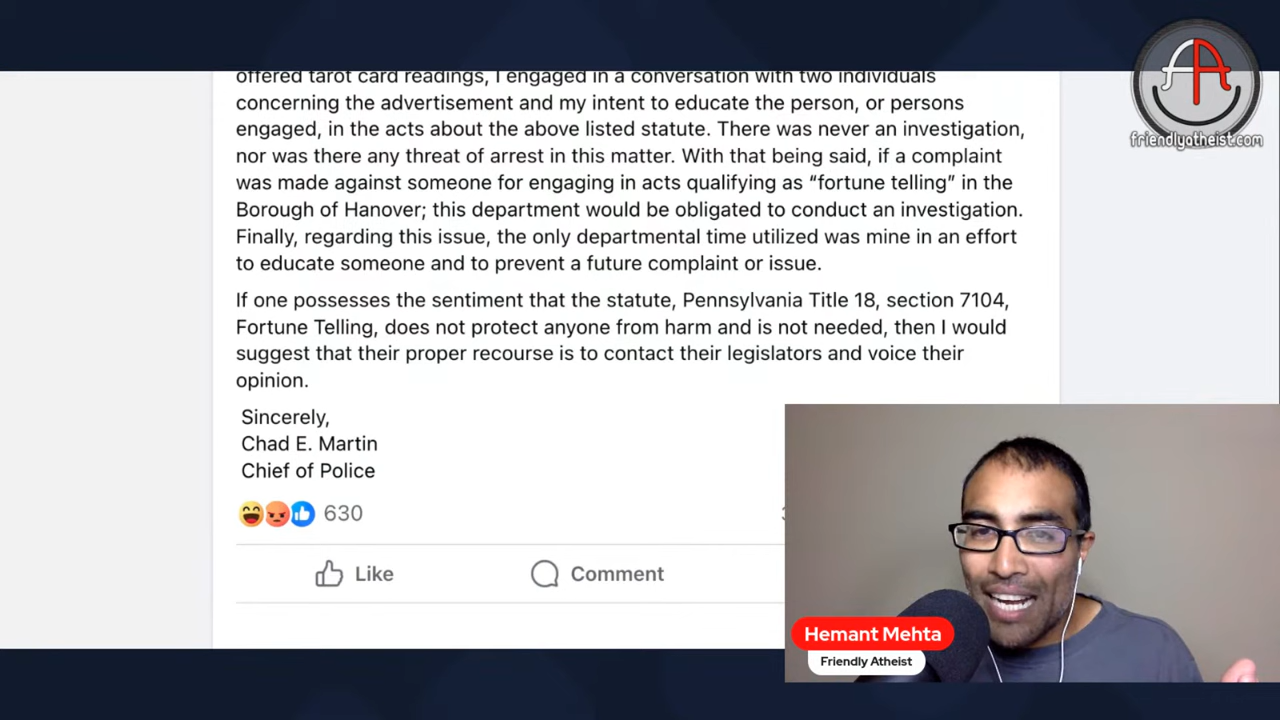 offered tarot card readings, I engaged in a conversation with two individuals
concerning the advertisement and my intent to educate the person, or persons
engaged, in the acts about the above listed statute. There was never an investigation,
nor was there any threat of arrest in this matter. With that being said, if a complaint
was made against someone for engaging in acts qualifying as “fortune telling” in the
Borough of Hanover; this department would be obligated to conduct an investigation.
Finally, regarding this issue, the only departmental time utilized was mine in an effort
to educate someone and to prevent a future complaint or issue.
If one possesses the sentiment that the statute, Pennsylvania Title 18, section 7104,
Fortune Telling, does not protect anyone from harm and is not needed, then I would
suggest that their proper recourse is to contact their legislators and voice their
opinion.
Sincerely,
Chad E. Martin
Chief of Police
630
Like
Comment
friendlyatheist.com
Hemant Mehta
Friendly Atheist